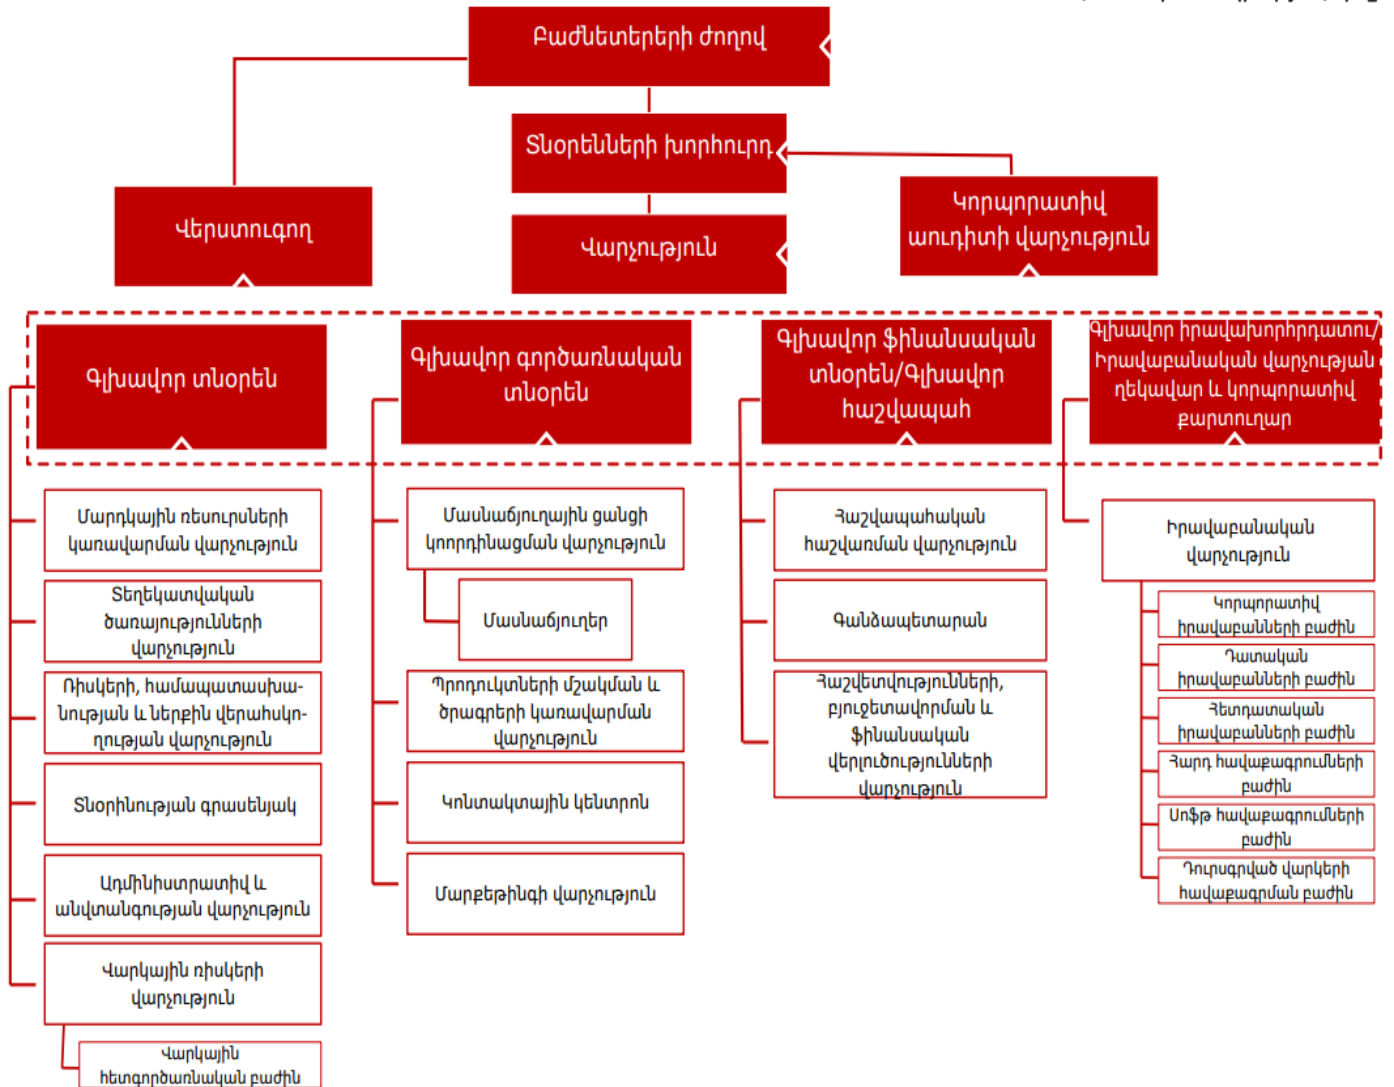 Բաժնետերերի ժողով
Տնօրենների խորհուրդ
Վերստուգող
Կորպորատիվ
աուդիտի վարչություն
Վարչություն
Գլխավոր տնօրեն
Գլխավոր գործառնական
տնօրեն
Գլխավոր ֆինանսական
տնօրեն/Գլխավոր
հաշվապահ
Գլխավոր իրավախորհրդատու/
Իրավաբանական վարչության
ղեկավար և կորպորատիվ
քարտուղար
Մարդկային ռեսուրսների
կառավարման վարչություն
Տեղեկատվական
ծառայությունների
վարչություն
Ռիսկերի, համապատասխա-
նության և ներքին վերահսկո-
ղության վարչություն
Տնօրինության գրասենյակ
Ադմինիստրատիվ և
անվտանգության վարչություն
Վարկային ռիսկերի
վարչություն
Վարկային
հետգործառնական բաժին
Մասնաճյուղային ցանցի
կոորդինացման վարչություն
Մասնաճյուղեր
Պրոդուկտների մշակման և
ծրագրերի կառավարման
վարչություն
Կոնտակտային կենտրոն
Մարքեթինգի վարչություն
Հաշվապահական
հաշվառման վարչություն
Գանձապետարան
Հաշվետվությունների,
բյուջետավորման և
ֆինանսական
վերլուծությունների
վարչություն
Իրավաբանական
վարչություն
Կորպորատիվ
իրավաբանների բաժին
Դատական
իրավաբանների բաժին
Հետդատական
իրավաբանների բաժին
Հարդ հավաքագրումների
բաժին
Սոֆթ հավաքագրումների
բաժին
Դուրսգրված վարկերի
հավաքագրման բաժին